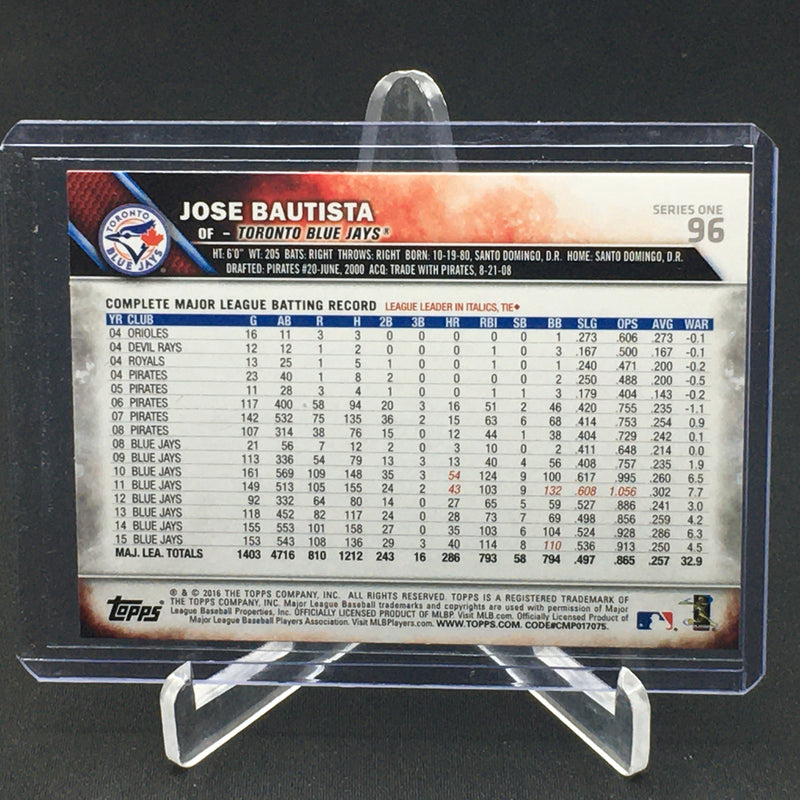 TORONTO
BLUE JAYS
JOSE BAUTISTA
OF – TORONTO BLUE JAYS®
SERIES ONE
96
HT: 6'0" WT: 205 BATS: RIGHT THROWS: RIGHT BORN: 10-19-80, SANTO DOMINGO, D.R. HOME: SANTO DOMINGO, D.R.
DRAFTED: PIRATES #20-JUNE, 2000 ACQ: TRADE WITH PIRATES, 8-21-08
COMPLETE MAJOR LEAGUE BATTING RECORD LEAGUE LEADER IN ITALICS, TIE♦
YR CLUB G AB R H 2B 3B HR RBI SB BB SLG OPS AVG WAR
04 ORIOLES 16 11 3 3 0 0 0 0 0 1 .273 .606 .273 -0.1
04 DEVIL RAYS 12 12 1 2 0 0 0 1 0 3 .167 .500 .167 -0.1
04 ROYALS 13 25 1 5 1 0 0 1 0 1 .240 .471 .200 -0.2
04 PIRATES 23 40 1 8 2 0 0 0 0 2 .250 .488 .200 -0.5
05 PIRATES 11 28 3 4 1 0 0 1 1 3 .179 .404 .143 -0.2
06 PIRATES 117 400 58 94 20 3 16 51 2 46 .420 .755 .235 -1.1
07 PIRATES 142 532 75 135 36 2 15 63 6 68 .414 .753 .254 0.9
08 PIRATES 107 314 38 76 15 0 12 44 1 38 .404 .729 .242 0.1
08 BLUE JAYS 21 56 7 12 2 0 3 10 0 2 .411 .648 .214 0.0
09 BLUE JAYS 113 336 54 79 13 3 13 40 4 56 .408 .757 .235 1.9
10 BLUE JAYS 161 569 109 148 35 3 54 124 9 100 .617 .995 .260 6.5
11 BLUE JAYS 149 513 105 155 24 2 43 103 9 132 .608 1.056 .302 7.7
12 BLUE JAYS 92 332 64 80 14 0 27 65 5 59 .527 .886 .241 3.0
13 BLUE JAYS 118 452 82 117 24 0 28 73 7 69 .498 .856 .259 4.2
14 BLUE JAYS 155 553 101 158 27 0 35 103 6 104 .524 .928 .286 6.3
15 BLUE JAYS 153 543 108 136 29 3 40 114 8 110 .536 .913 .250 4.5
MAJ. LEA. TOTALS 1403 4716 810 1212 243 16 286 793 58 794 .497 .865 .257 32.9
Topps
® & © 2016 THE TOPPS COMPANY, INC. ALL RIGHTS RESERVED. TOPPS IS A REGISTERED TRADEMARK OF
THE TOPPS COMPANY, INC. Major League Baseball trademarks and copyrights are used with permission of Major
League Baseball Properties, Inc. OFFICIALLY LICENSED PRODUCT OF MLBP. Visit MLB.com. Officially Licensed Product of
Major League Baseball Players Association. Visit MLBPlayers.com. WWW.TOPPS.COM. CODE#CMP017075.